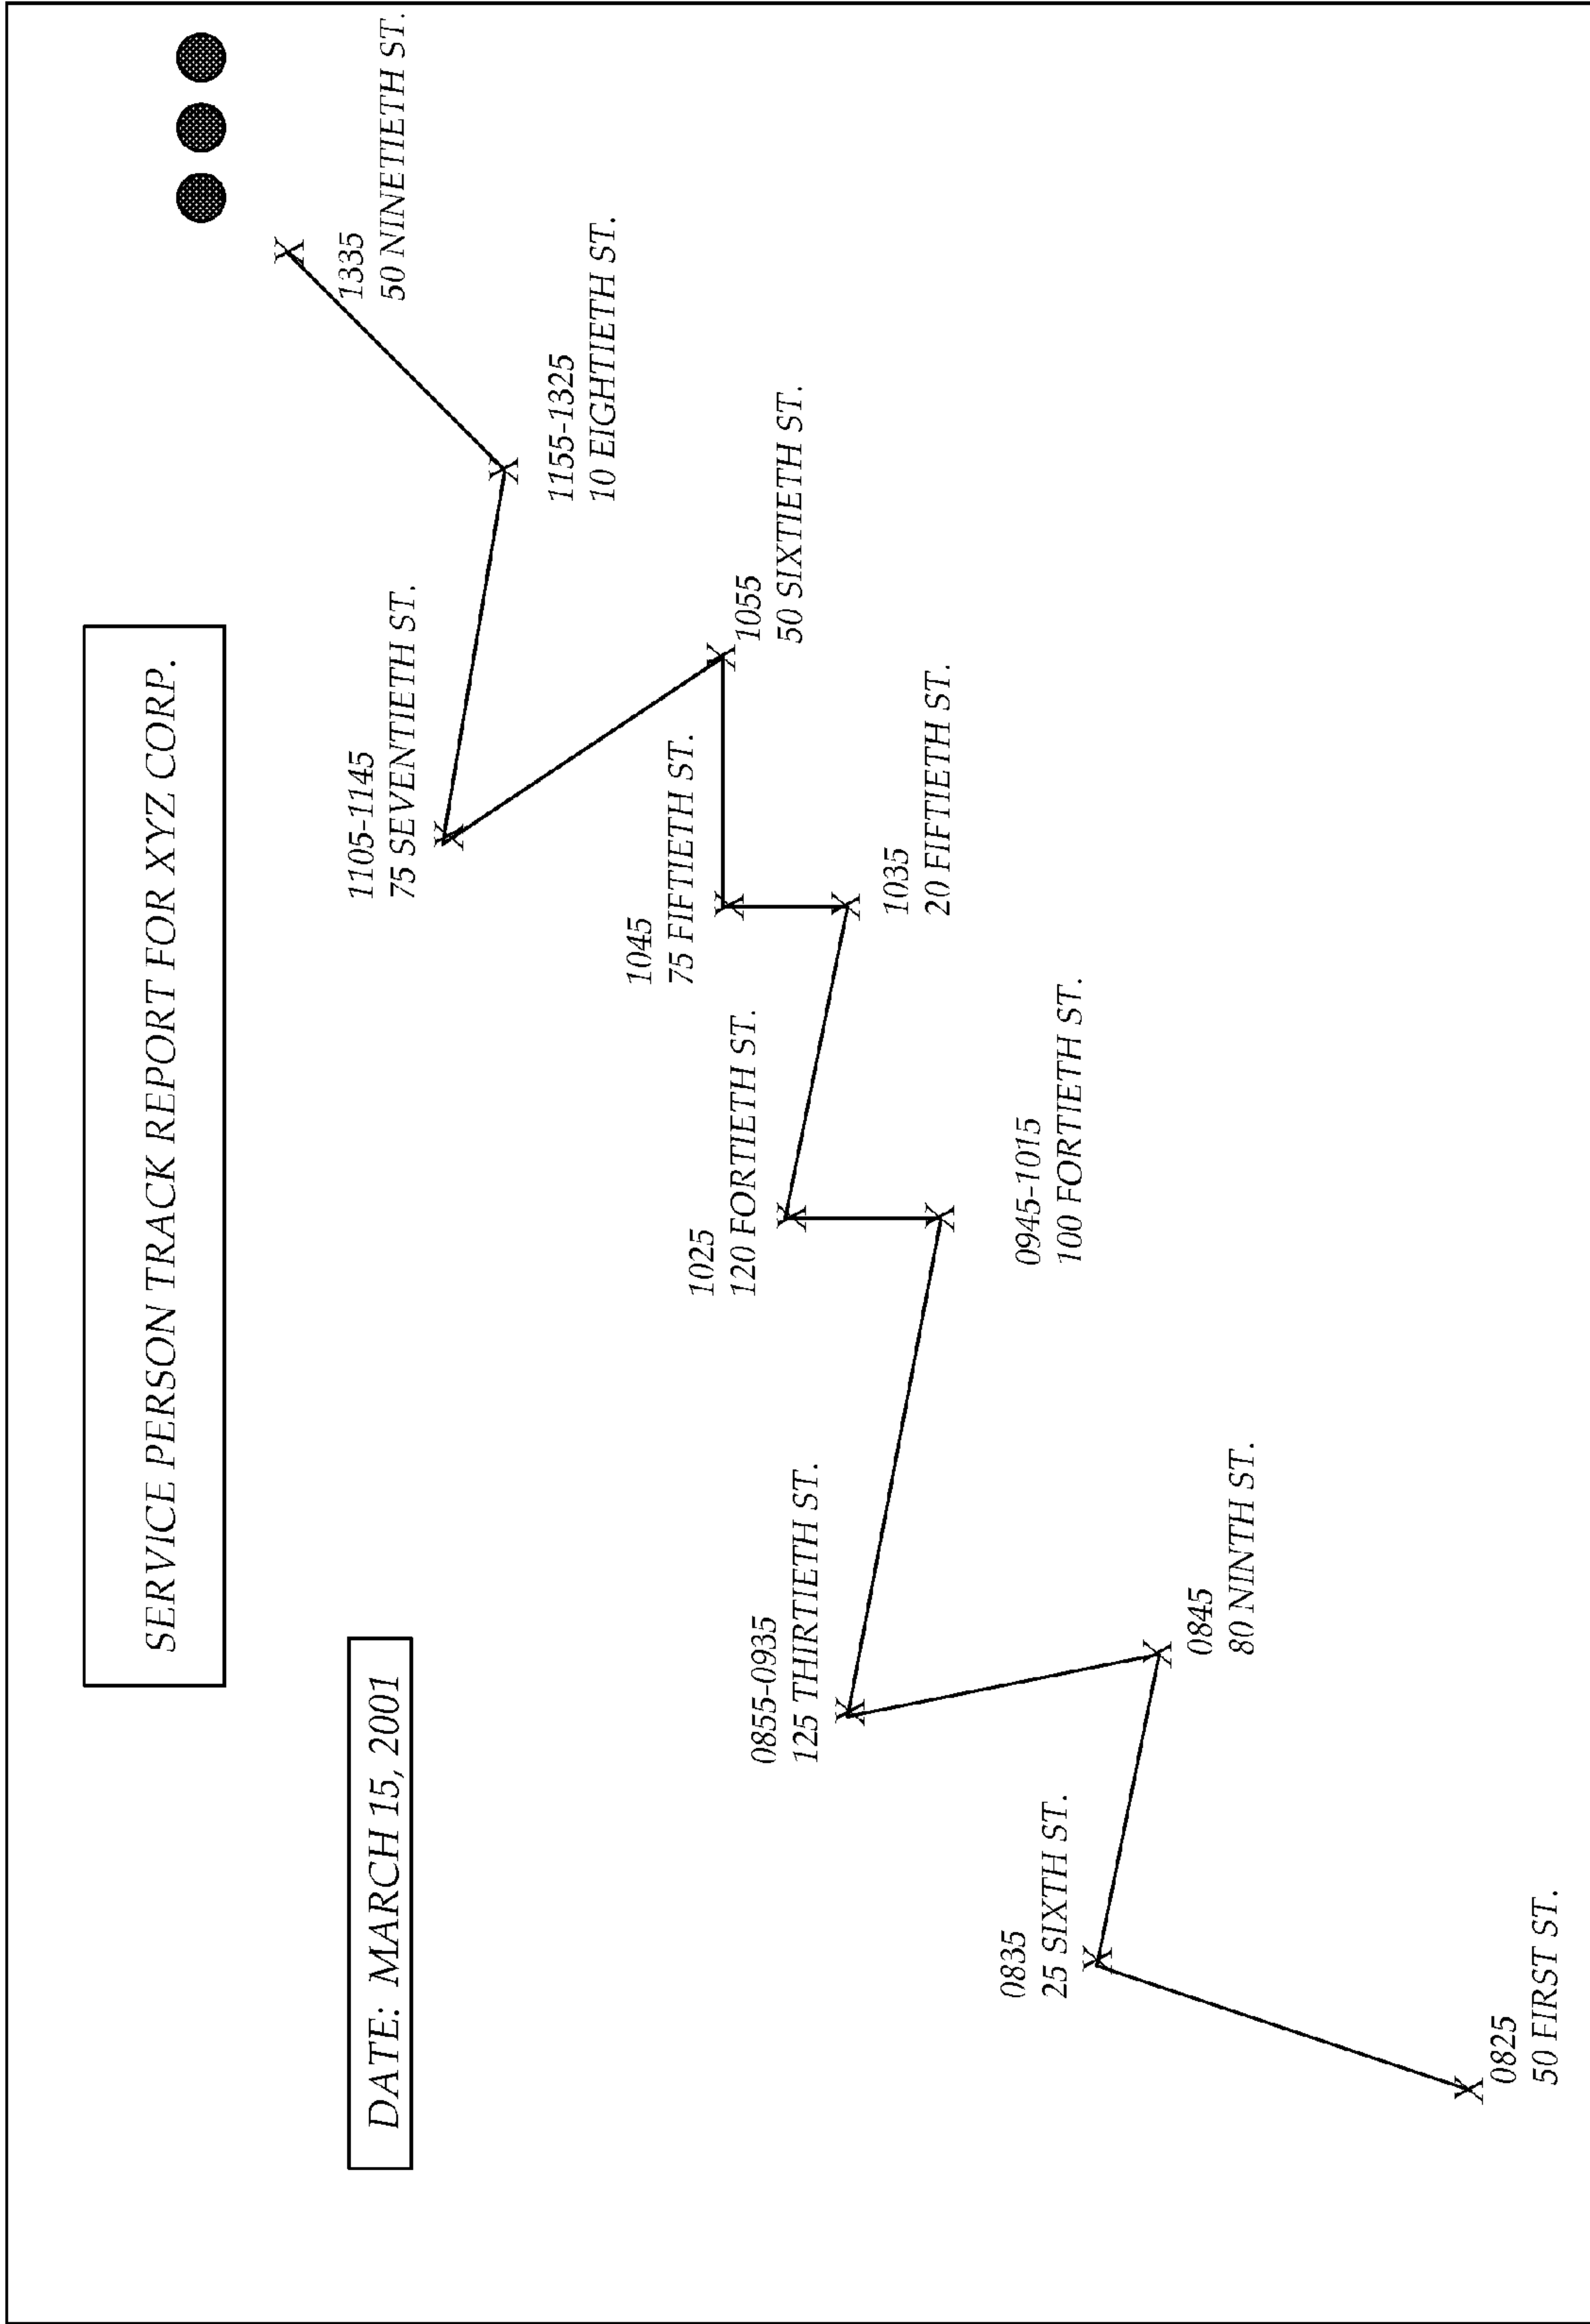 SERVICE PERSON TRACK REPORT FOR XYZ CORP.
DATE: MARCH 15, 2001
0825
50 FIRST ST.
0835
25 SIXTH ST.
0845
80 NINTH ST.
0855-0935
125 THIRTIETH ST.
0945-1015
100 FORTIETH ST.
1025
120 FORTIETH ST.
1035
20 FIFTIETH ST.
1045
75 FIFTIETH ST.
1055
50 SIXTIETH ST.
1105-1145
75 SEVENTIETH ST.
1155-1325
10 EIGHTIETH ST.
1335
50 NINETIETH ST.